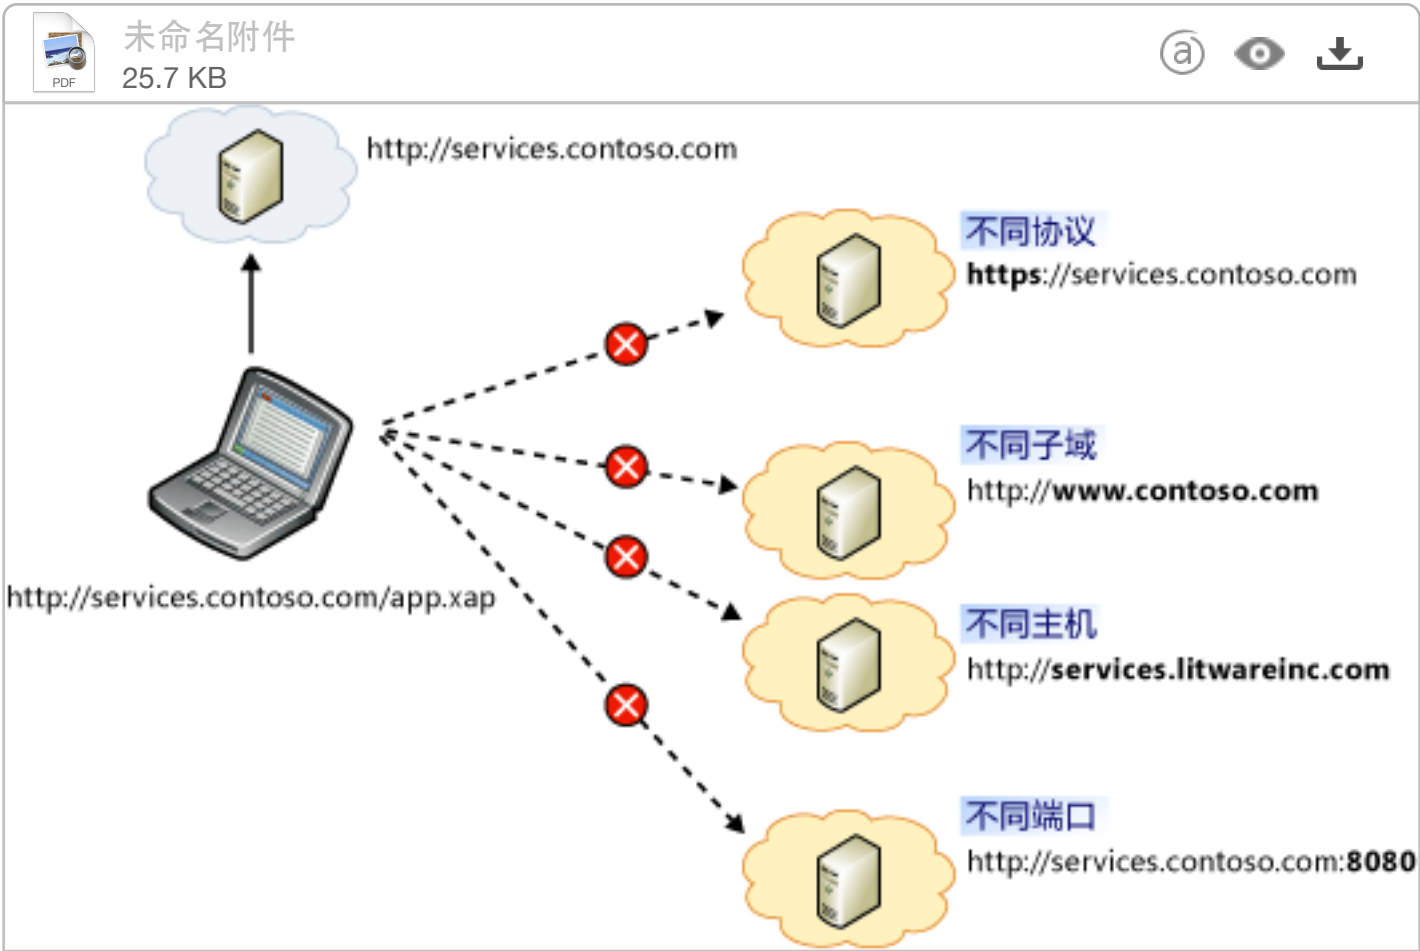 未命名附件
25.7 KB
PDF
a
http://services.contoso.com
不同协议
https://services.contoso.com
不同子域
http://www.contoso.com
http://services.contoso.com/app.xap
不同主机
http://services.litwareinc.com
不同端口
http://services.contoso.com:8080